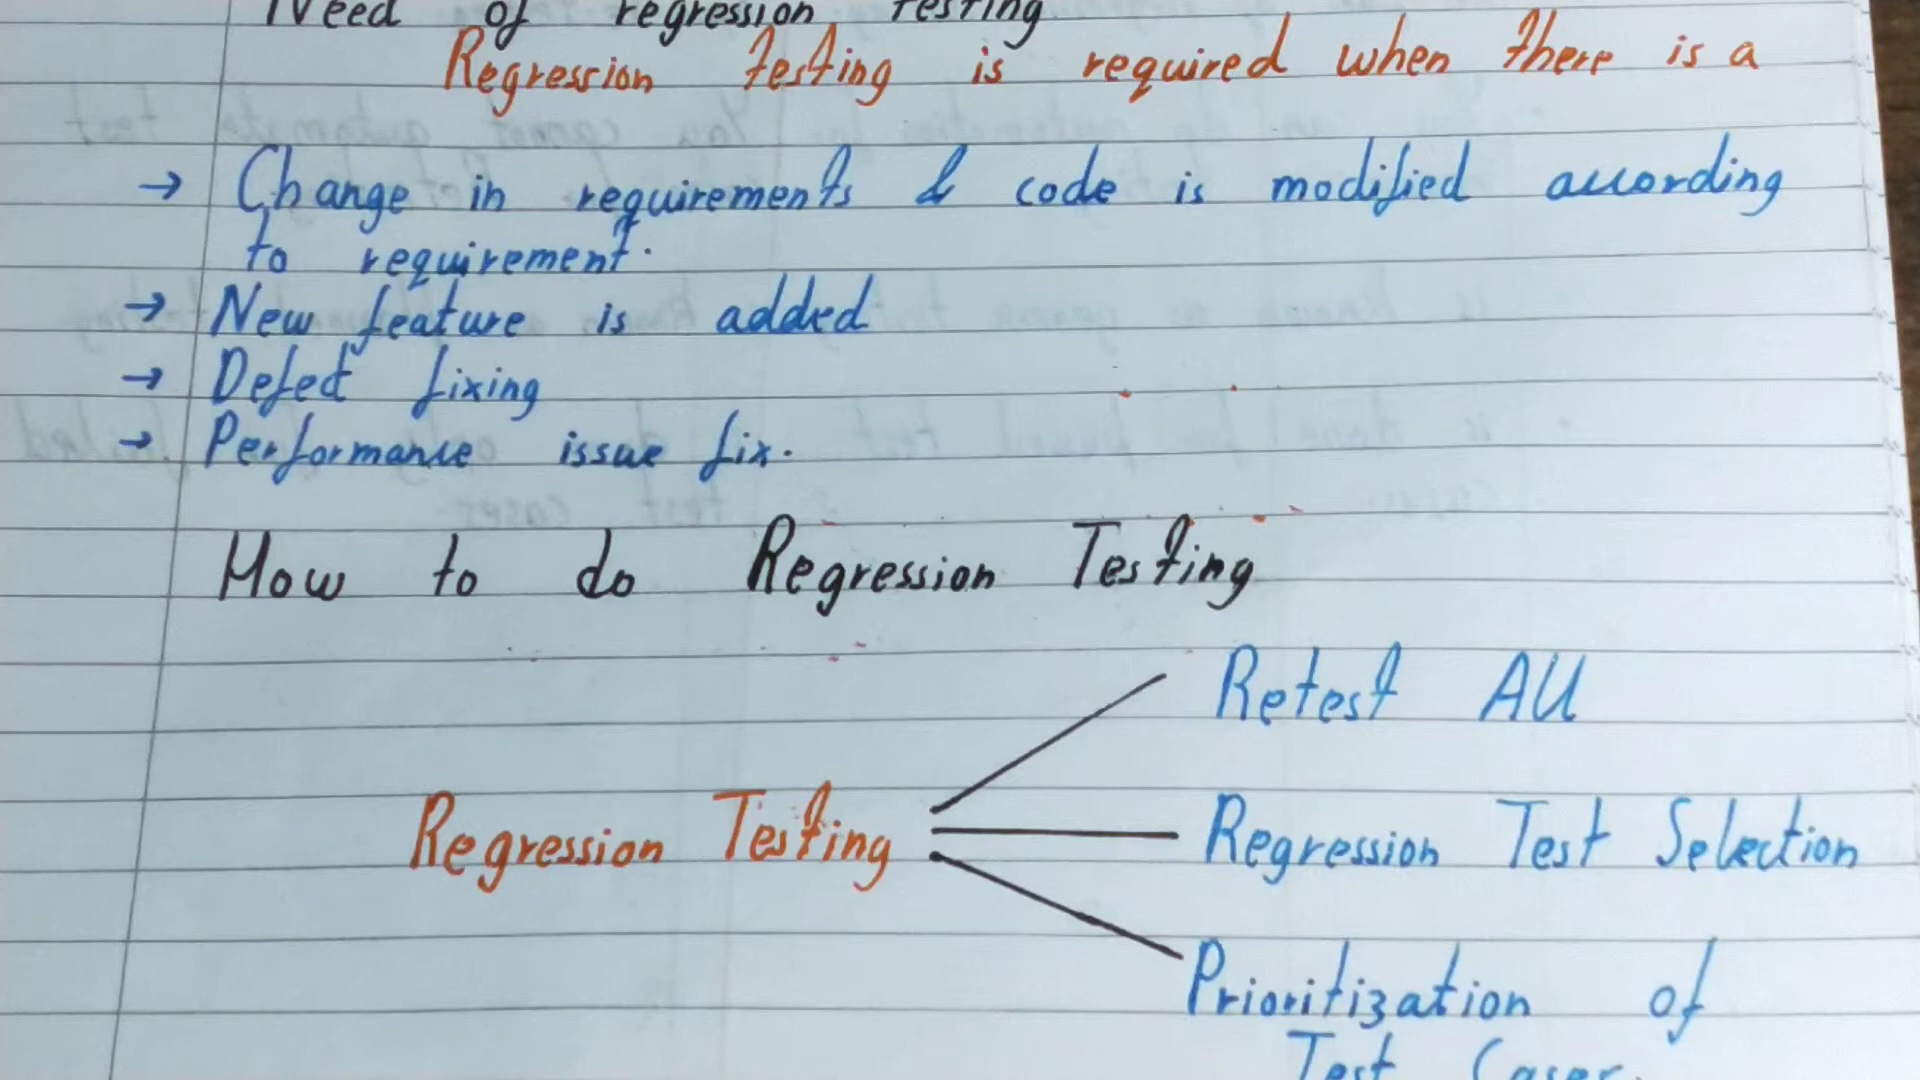 Need of regression Testing
Regression testing is required when there is a
→ Change in requirements & code is modified according
to requirement.
→ New feature is added
→ Defect fixing
→ Performance issue fix.
How to do Regression Testing
Retest All
Regression Testing
Regression Test Selection
Prioritization of
Test Cases.